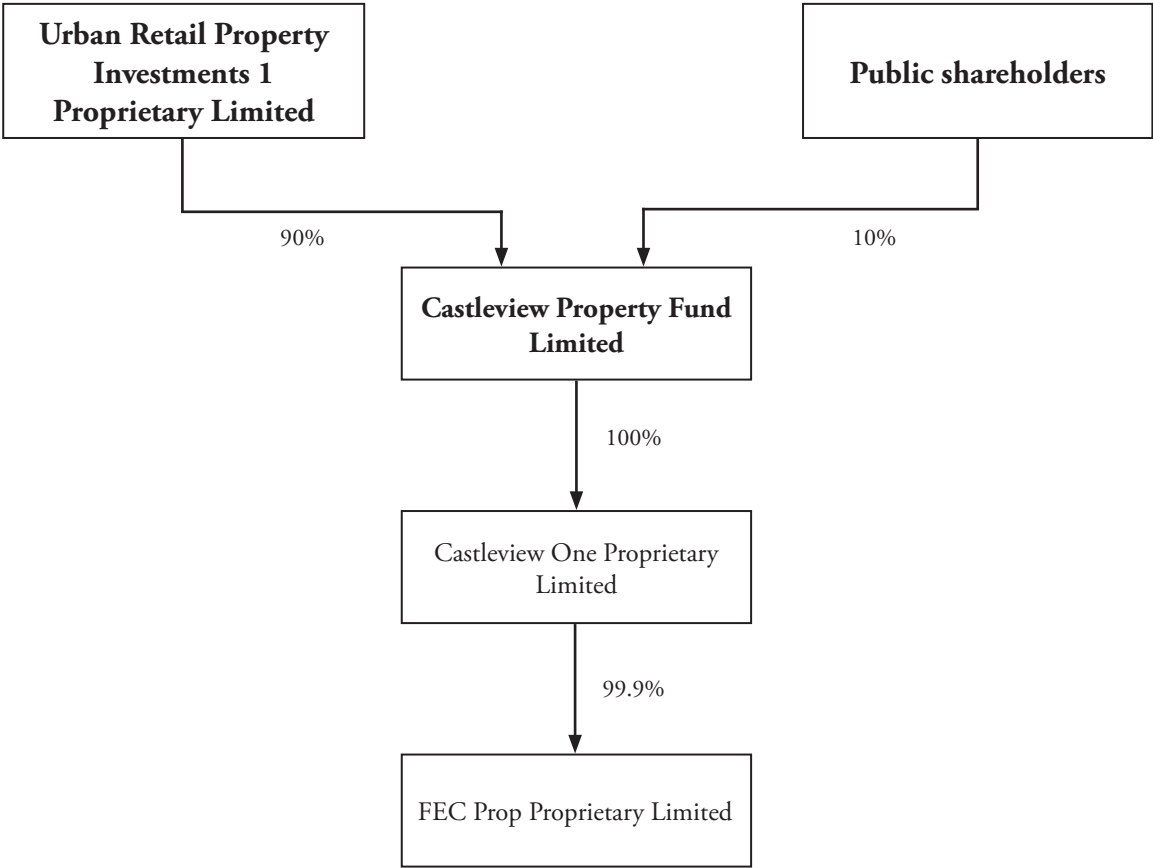 Urban Retail Property
Investments 1
Proprietary Limited
Public shareholders
90%
10%
Castleview Property Fund
Limited
100%
Castleview One Proprietary
Limited
99.9%
FEC Prop Proprietary Limited